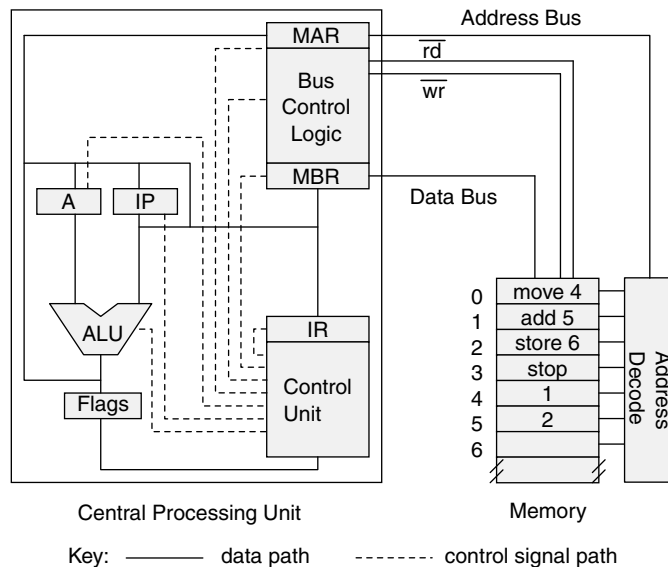 Address Bus
MAR
rd
Bus
Control
Logic
wr
MBR
Data Bus
A
IP
ALU
Flags
IR
Control
Unit
0
move 4
1
add 5
2
store 6
3
stop
4
1
5
2
6
Address
Decode
Central Processing Unit
Memory
Key:
data path
control signal path